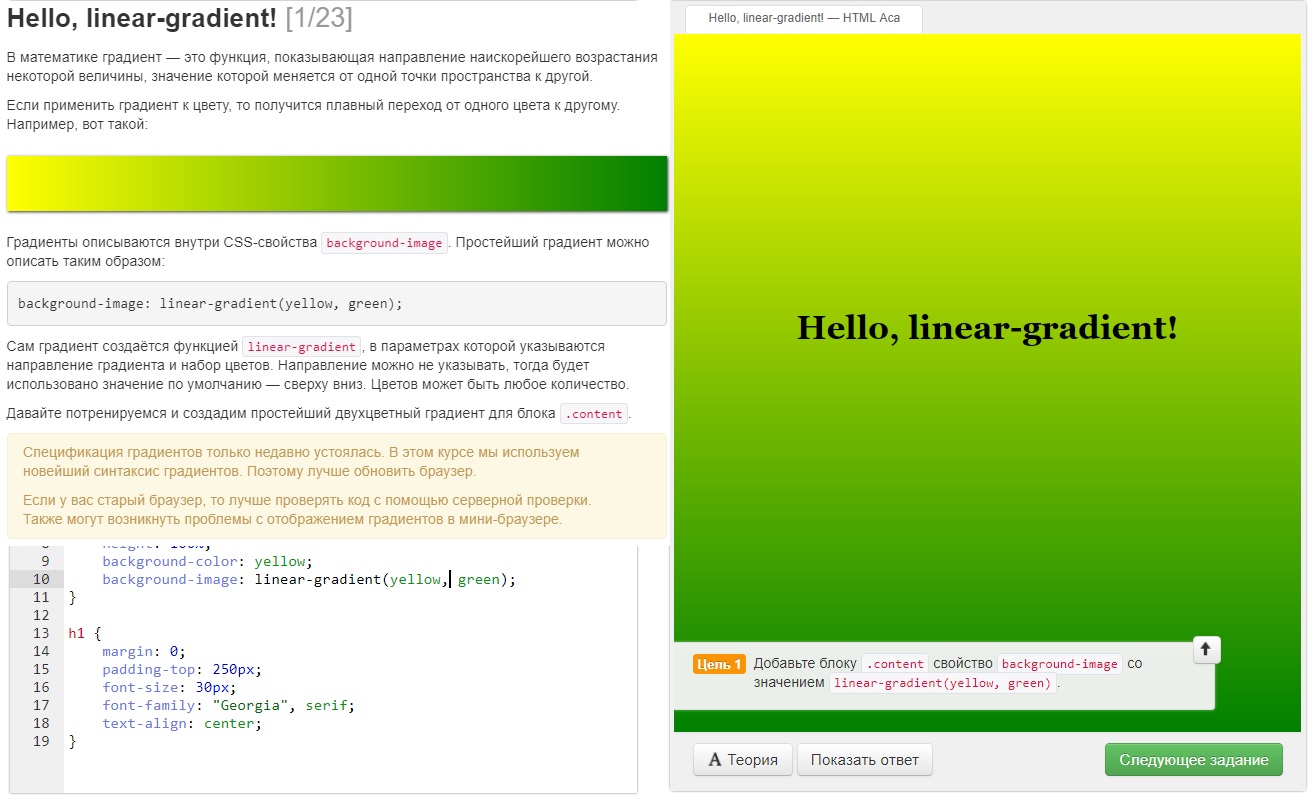 Hello, linear-gradient! [1/23]
В математике градиент — это функция, показывающая направление наискорейшего возрастания
некоторой величины, значение которой меняется от одной точки пространства к другой.
Если применить градиент к цвету, то получится плавный переход от одного цвета к другому.
Например, вот такой:
Градиенты описываются внутри CSS-свойства background-image. Простейший градиент можно
описать таким образом:
background-image: linear-gradient(yellow, green);
Сам градиент создаётся функцией linear-gradient, в параметрах которой указываются
направление градиента и набор цветов. Направление можно не указывать, тогда будет
использовано значение по умолчанию — сверху вниз. Цветов может быть любое количество.
Давайте потренируемся и создадим простейший двухцветный градиент для блока .content.
Спецификация градиентов только недавно устоялась. В этом курсе мы используем
новейший синтаксис градиентов. Поэтому лучше обновить браузер.
Если у вас старый браузер, то лучше проверять код с помощью серверной проверки.
Также могут возникнуть проблемы с отображением градиентов в мини-браузере.
8 height: 100%;
9 background-color: yellow;
10 background-image: linear-gradient(yellow, green);
11 }
12
13 h1 {
14 margin: 0;
15 padding-top: 250px;
16 font-size: 30px;
17 font-family: "Georgia", serif;
18 text-align: center;
19 }
Hello, linear-gradient! — HTML Aca
Hello, linear-gradient!
Цель 1 Добавьте блоку .content свойство background-image со
значением linear-gradient(yellow, green).
A Теория
Показать ответ
Следующее задание